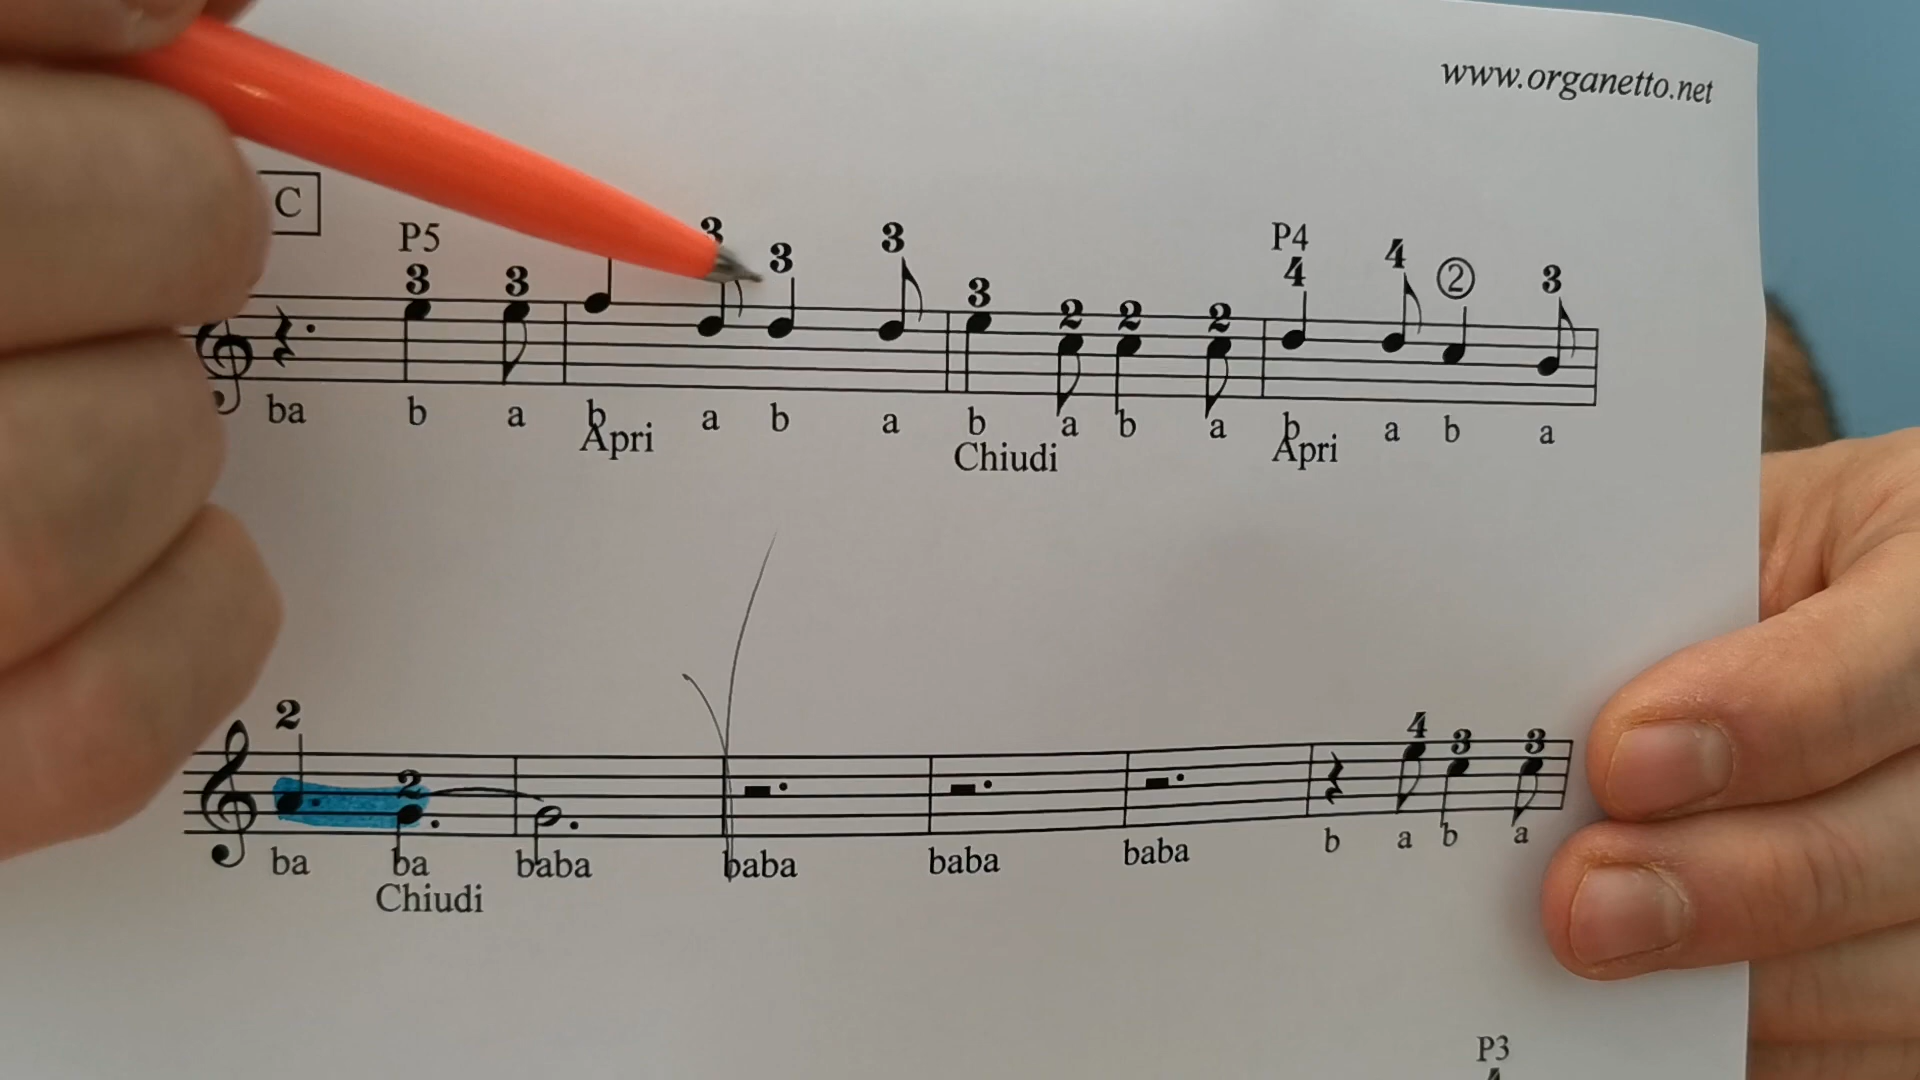 www.organetto.net
C
P5 P4
3 3 3 3 3 3 2 2 2 4 4 2 3
ba b a b a b a b a b a b a b a
Apri Chiudi Apri
2 2 4 3 3
ba ba baba baba baba baba b a b a
Chiudi
P3